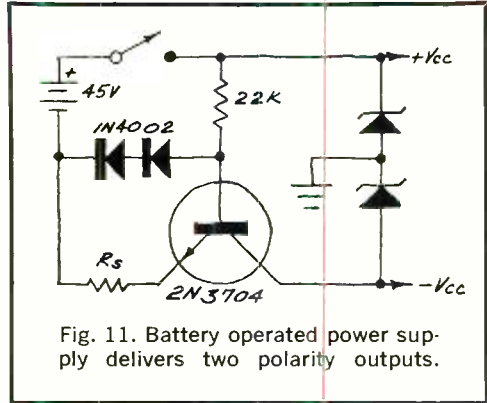 +Vcc
+
45V
22K
1N4002
Rs
2N3704
-Vcc
Fig. 11. Battery operated power sup-
ply delivers two polarity outputs.